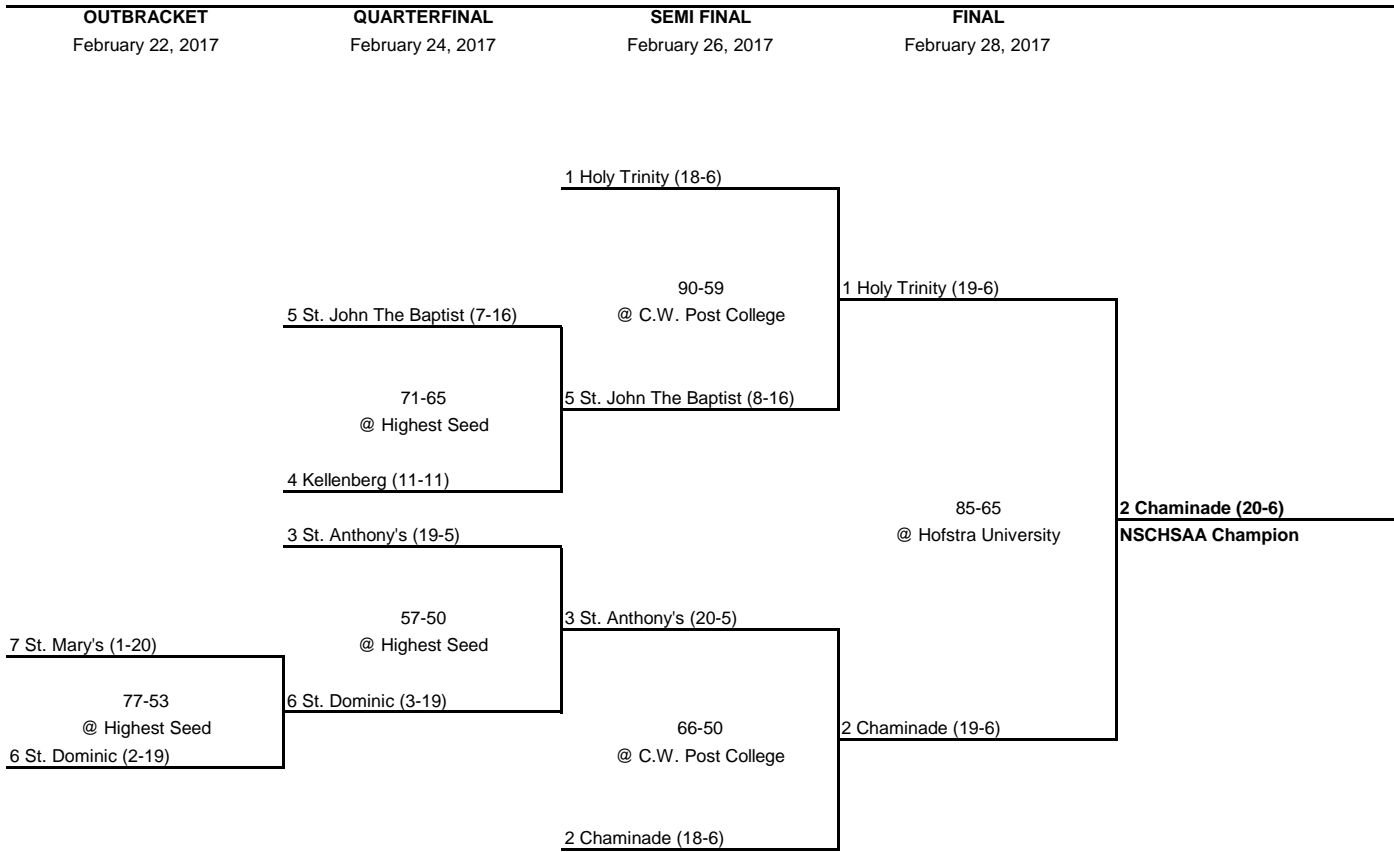 OUTBRACKET QUARTERFINAL SEMI FINAL FINAL
February 22, 2017 February 24, 2017 February 26, 2017 February 28, 2017
1 Holy Trinity (18-6)
90-59 1 Holy Trinity (19-6)
5 St. John The Baptist (7-16) @ C.W. Post College
71-65 5 St. John The Baptist (8-16)
@ Highest Seed
4 Kellenberg (11-11)
85-65 2 Chaminade (20-6)
3 St. Anthony's (19-5) @ Hofstra University NSCHSAA Champion
57-50 3 St. Anthony's (20-5)
7 St. Mary's (1-20) @ Highest Seed
77-53 6 St. Dominic (3-19)
@ Highest Seed 66-50 2 Chaminade (19-6)
6 St. Dominic (2-19) @ C.W. Post College
2 Chaminade (18-6)